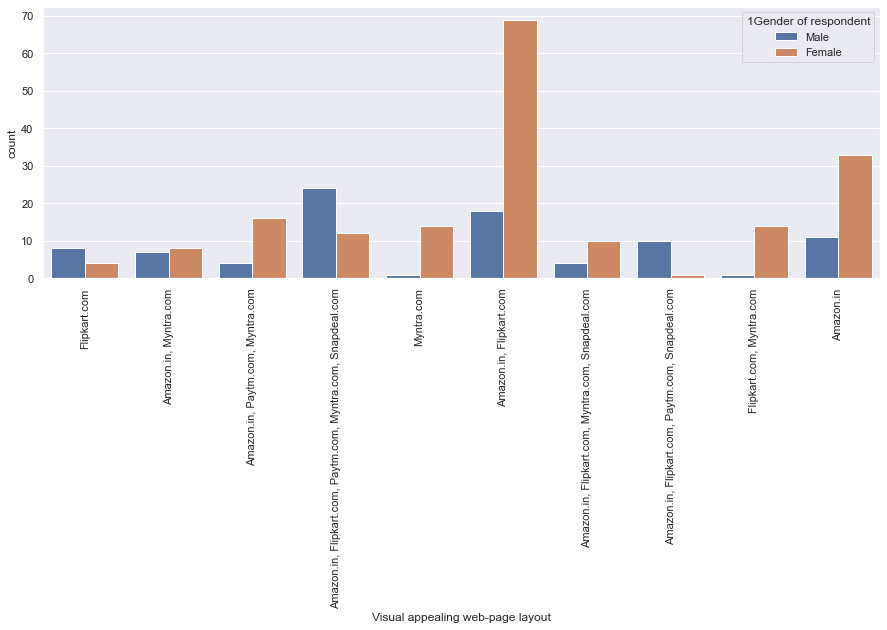 70
60
50
40
30
20
10
0
count
1Gender of respondent
Male
Female
Flipkart.com
Amazon.in, Myntra.com
Amazon.in, Paytm.com, Myntra.com
Amazon.in, Flipkart.com, Paytm.com, Myntra.com, Snapdeal.com
Myntra.com
Amazon.in, Flipkart.com
Amazon.in, Flipkart.com, Myntra.com, Snapdeal.com
Amazon.in, Flipkart.com, Paytm.com, Snapdeal.com
Flipkart.com, Myntra.com
Amazon.in
Visual appealing web-page layout